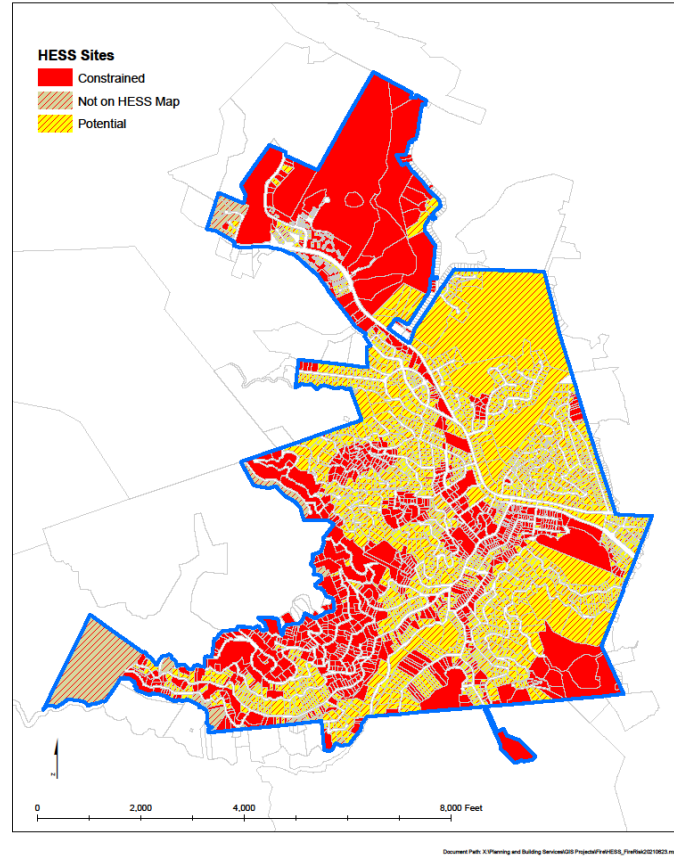 HESS Sites
Constrained
Not on HESS Map
Potential
N
0 2,000 4,000 8,000 Feet
Document Path: X:\Planning and Building Services\GIS Projects\Fire\HESS_FireRisk20210623.m